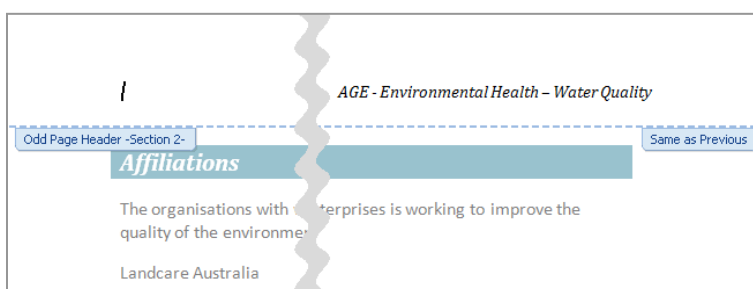 AGE - Environmental Health – Water Quality
Odd Page Header -Section 2-
Same as Previous
Affiliations
The organisations with terprises is working to improve the
quality of the environme
Landcare Australia